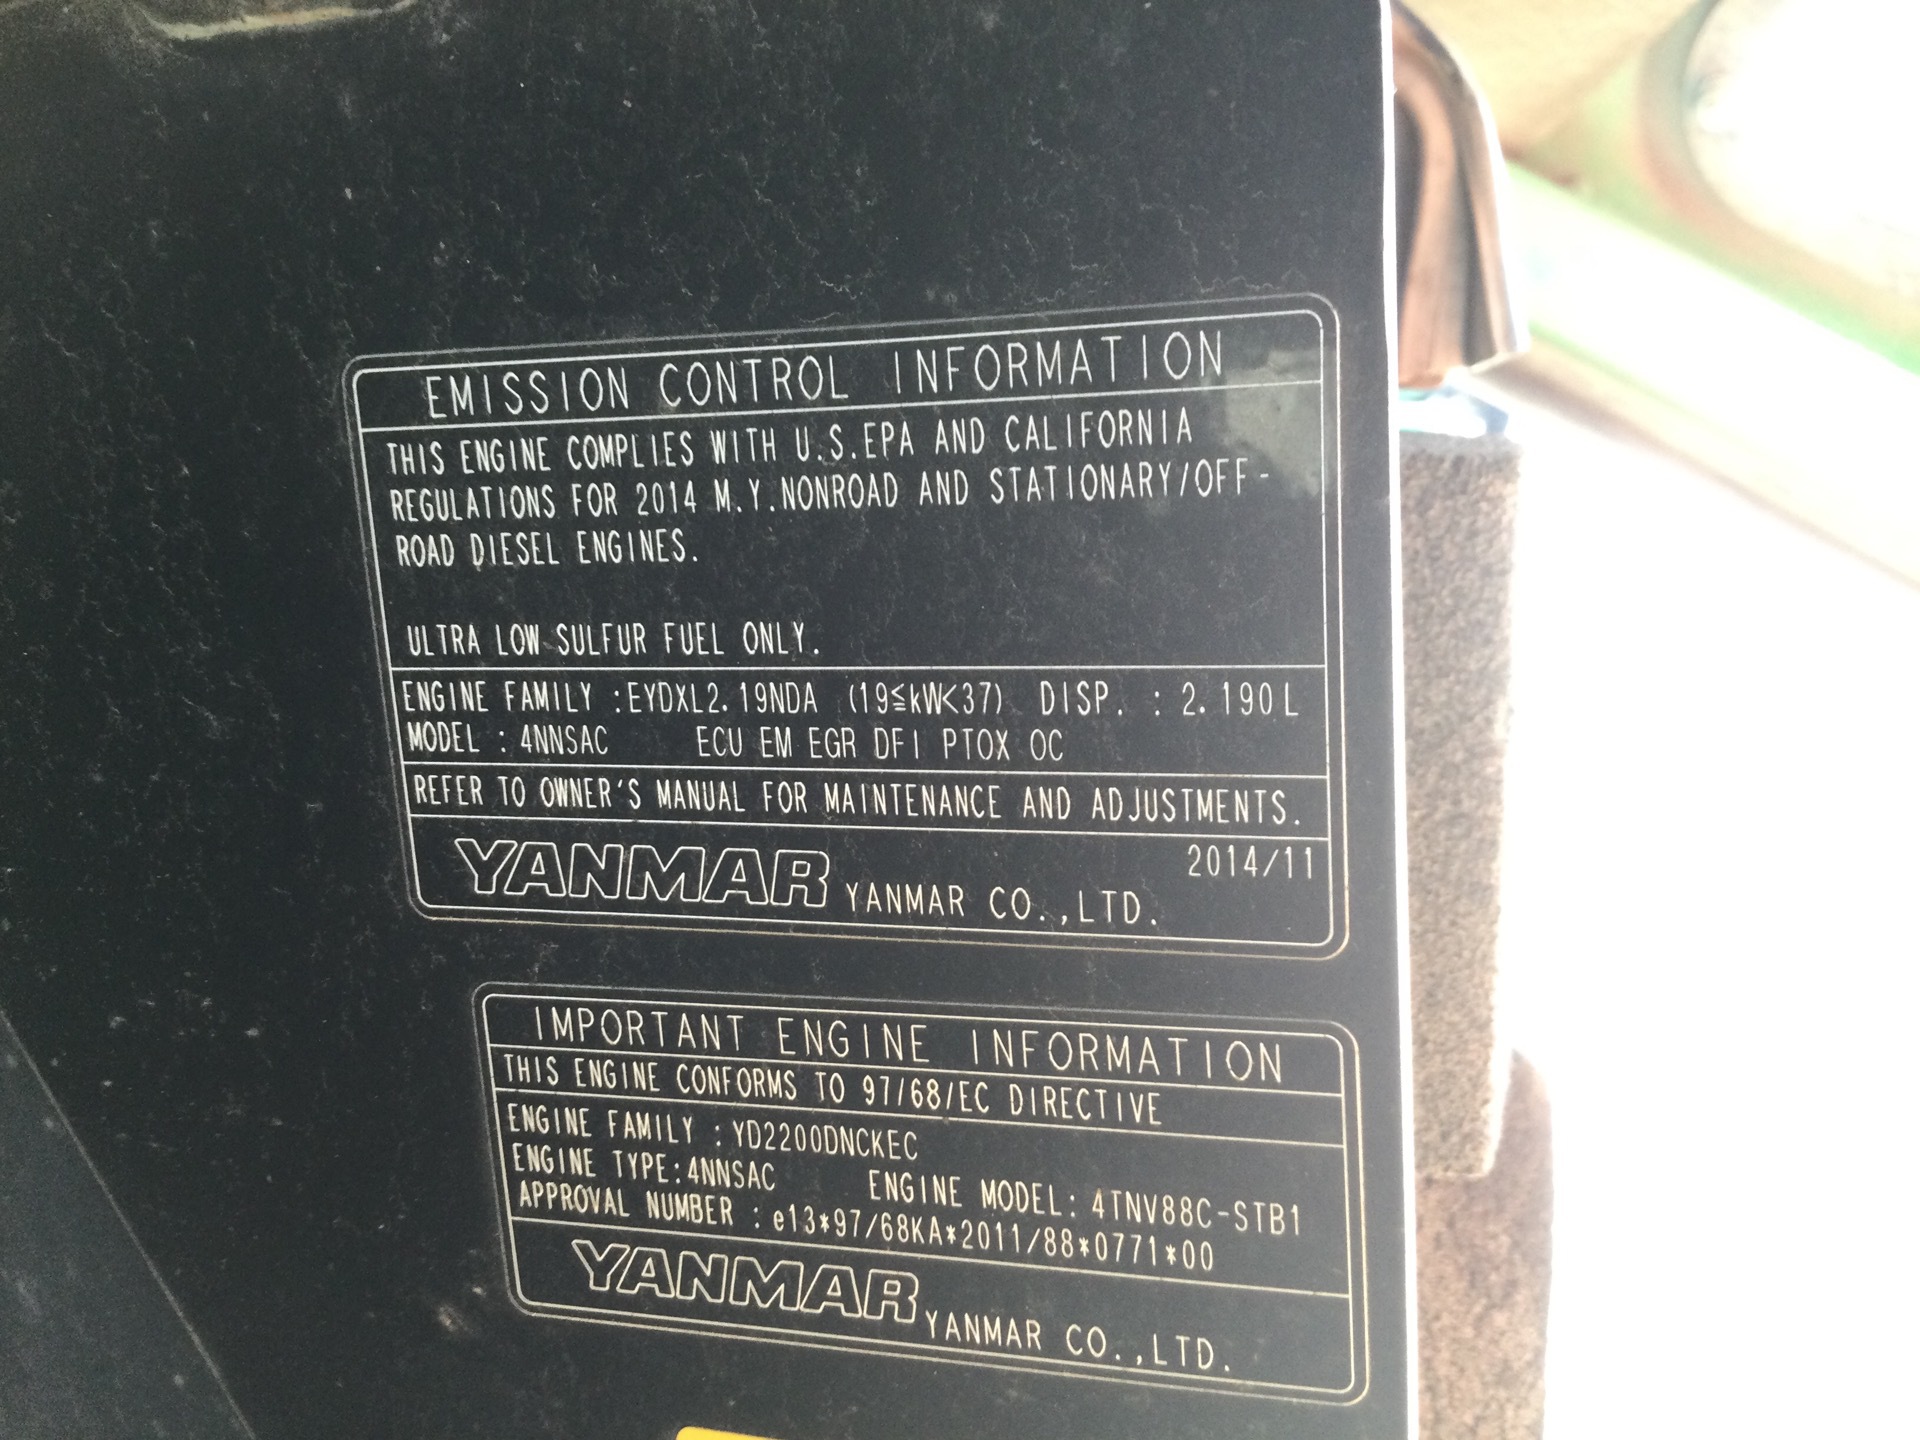 EMISSION CONTROL INFORMATION
THIS ENGINE COMPLIES WITH U.S.EPA AND CALIFORNIA
REGULATIONS FOR 2014 M.Y.NONROAD AND STATIONARY/OFF-
ROAD DIESEL ENGINES.
ULTRA LOW SULFUR FUEL ONLY.
ENGINE FAMILY :EYDXL2.19NDA (19≦kW<37) DISP. : 2.190L
MODEL : 4NNSAC ECU EM EGR DFI PTOX OC
REFER TO OWNER'S MANUAL FOR MAINTENANCE AND ADJUSTMENTS.
2014/11
YANMAR YANMAR CO.,LTD.
IMPORTANT ENGINE INFORMATION
THIS ENGINE CONFORMS TO 97/68/EC DIRECTIVE
ENGINE FAMILY :YD2200DNCKEC
ENGINE TYPE:4NNSAC ENGINE MODEL: 4TNV88C-STB1
APPROVAL NUMBER :e13*97/68KA*2011/88*0771*00
YANMAR YANMAR CO.,LTD.